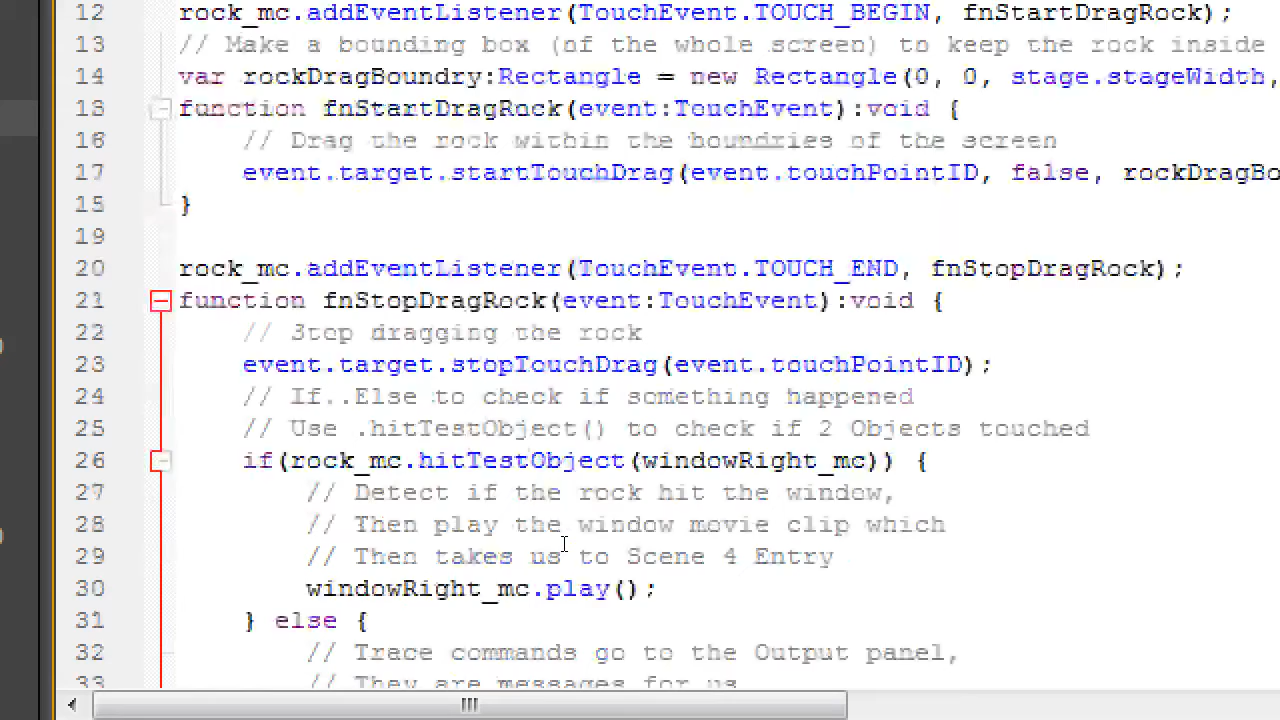 12 rock_mc.addEventListener(TouchEvent.TOUCH_BEGIN, fnStartDragRock);
13 // Make a bounding box (of the whole screen) to keep the rock inside
14 var rockDragBoundry:Rectangle = new Rectangle(0, 0, stage.stageWidth,
13 function fnStartDragRock(event:TouchEvent):void {
16 // Drag the rock within the boundries of the screen
17 event.target.startTouchDrag(event.touchPointID, false, rockDragBo
15 }
19
20 rock_mc.addEventListener(TouchEvent.TOUCH_END, fnStopDragRock);
21 function fnStopDragRock(event:TouchEvent):void {
22 // Stop dragging the rock
23 event.target.stopTouchDrag(event.touchPointID);
24 // If..Else to check if something happened
25 // Use .hitTestObject() to check if 2 Objects touched
26 if(rock_mc.hitTestObject(windowRight_mc)) {
27 // Detect if the rock hit the window,
28 // Then play the window movie clip which
29 // Then takes us to Scene 4 Entry
30 windowRight_mc.play();
31 } else {
32 // Trace commands go to the Output panel,
33 // They are messages for us